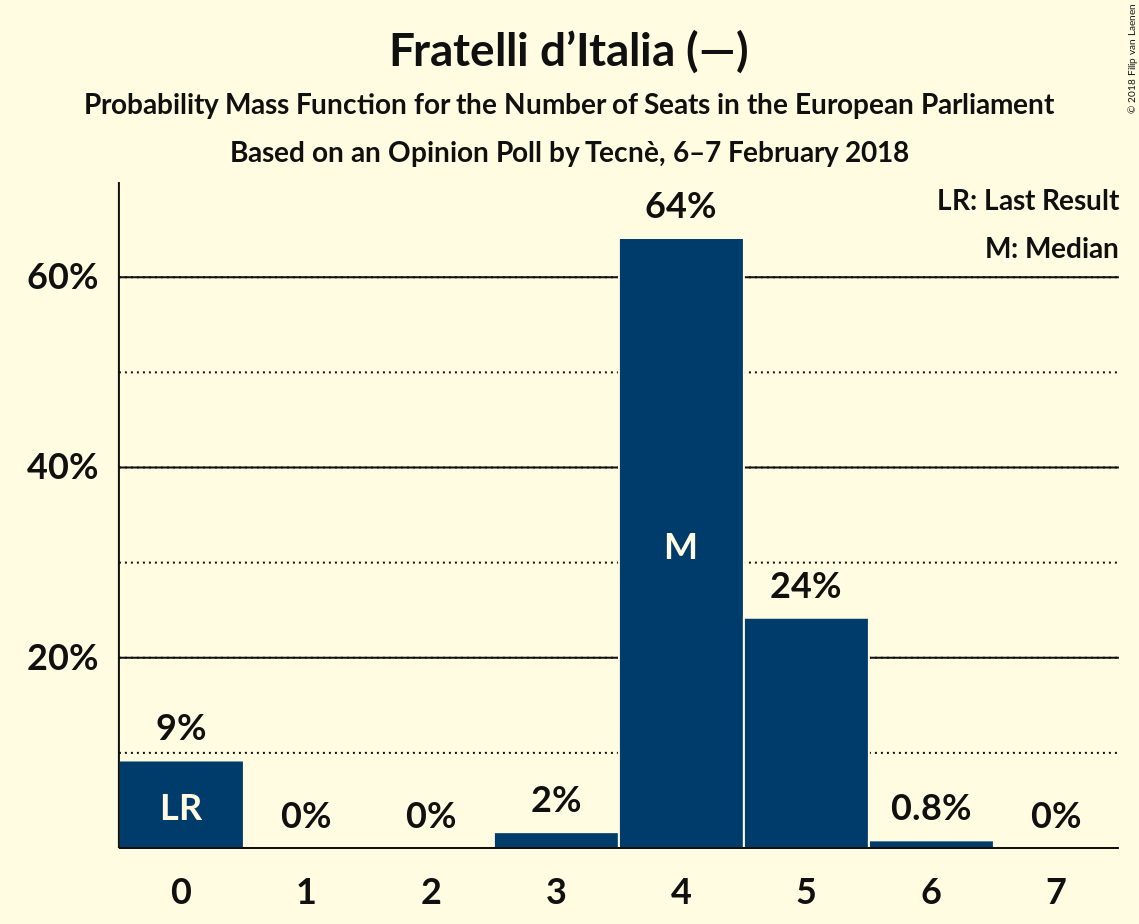 Fratelli d’Italia (—)
Probability Mass Function for the Number of Seats in the European Parliament
Based on an Opinion Poll by Tecnè, 6–7 February 2018
© 2018 Filip van Laenen
LR: Last Result
M: Median
64%
60%
40%
M
24%
20%
9%
LR
0%
0%
2%
0.8%
0%
0 1 2 3 4 5 6 7